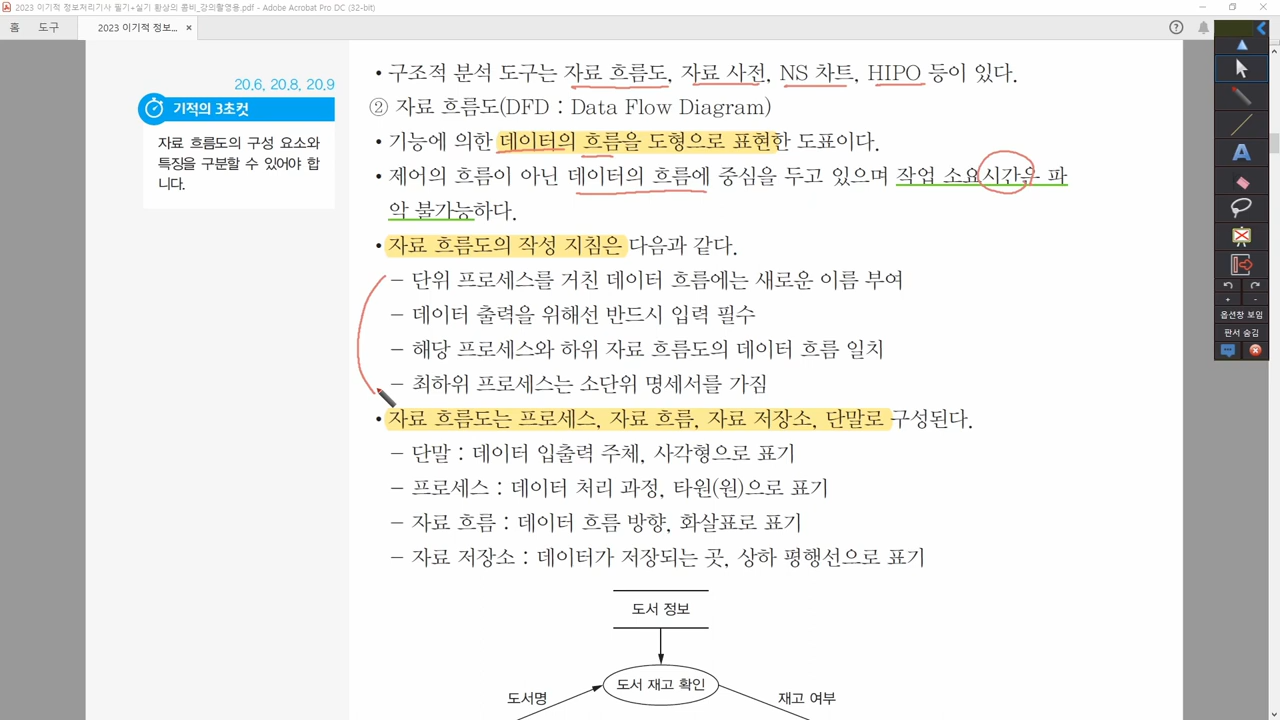 2023 이기적 정보처리기사 필기+실기 환상의 콤비_강의촬영용.pdf - Adobe Acrobat Pro DC (32-bit)
홈 도구 2023 이기적 정보... ×
20.6, 20.8, 20.9
기적의 3초컷
자료 흐름도의 구성 요소와
특징을 구분할 수 있어야 합
니다.
• 구조적 분석 도구는 자료 흐름도, 자료 사전, NS 차트, HIPO 등이 있다.
② 자료 흐름도(DFD : Data Flow Diagram)
• 기능에 의한 데이터의 흐름을 도형으로 표현한 도표이다.
• 제어의 흐름이 아닌 데이터의 흐름에 중심을 두고 있으며 작업 소요시간은 파
악 불가능하다.
• 자료 흐름도의 작성 지침은 다음과 같다.
– 단위 프로세스를 거친 데이터 흐름에는 새로운 이름 부여
– 데이터 출력을 위해선 반드시 입력 필수
– 해당 프로세스와 하위 자료 흐름도의 데이터 흐름 일치
– 최하위 프로세스는 소단위 명세서를 가짐
• 자료 흐름도는 프로세스, 자료 흐름, 자료 저장소, 단말로 구성된다.
– 단말 : 데이터 입출력 주체, 사각형으로 표기
– 프로세스 : 데이터 처리 과정, 타원(원)으로 표기
– 자료 흐름 : 데이터 흐름 방향, 화살표로 표기
– 자료 저장소 : 데이터가 저장되는 곳, 상하 평행선으로 표기
도서 정보
도서 재고 확인
도서명
재고 여부
A
+ -
옵션창 보임
판서 숨김